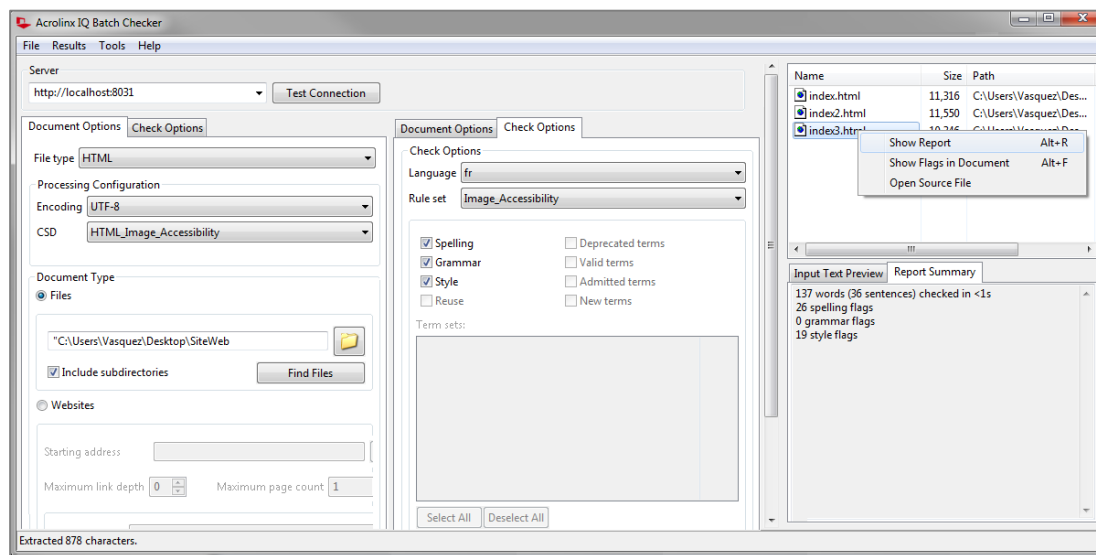 Acrolinx IQ Batch Checker
File Results Tools Help
Server
http://localhost:8031
Test Connection
Document Options Check Options
File type HTML
Processing Configuration
Encoding UTF-8
CSD HTML_Image_Accessibility
Document Type
Files
"C:\Users\Vasquez\Desktop\SiteWeb
Include subdirectories
Find Files
Websites
Starting address
Maximum link depth 0 Maximum page count 1
Document Options Check Options
Check Options
Language fr
Rule set Image_Accessibility
Spelling Deprecated terms
Grammar Valid terms
Style Admitted terms
Reuse New terms
Term sets:
Select All Deselect All
Name Size Path
index.html 11,316 C:\Users\Vasquez\Des...
index2.html 11,550 C:\Users\Vasquez\Des...
index3.html
Show Report Alt+R
Show Flags in Document Alt+F
Open Source File
Input Text Preview Report Summary
137 words (36 sentences) checked in <1s
26 spelling flags
0 grammar flags
19 style flags
Extracted 878 characters.